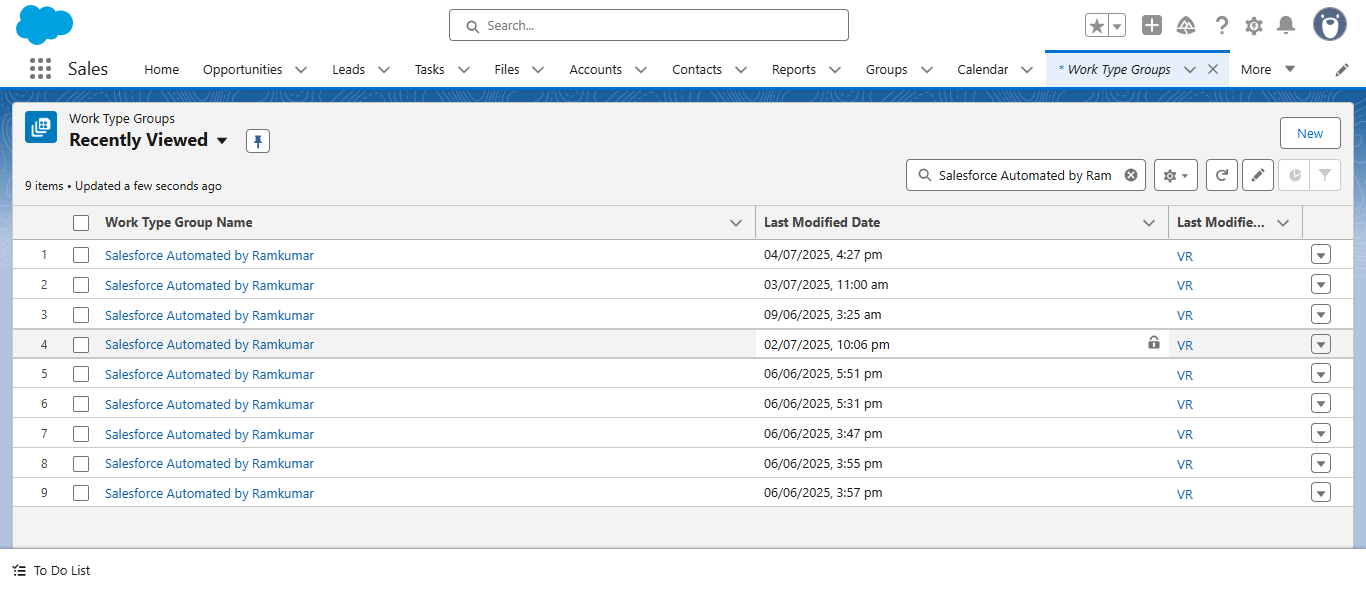 Search...
Sales Home Opportunities Leads Tasks Files Accounts Contacts Reports Groups Calendar * Work Type Groups More
Work Type Groups
Recently Viewed
New
9 items • Updated a few seconds ago
Salesforce Automated by Ram
Work Type Group Name Last Modified Date Last Modifie...
1 Salesforce Automated by Ramkumar 04/07/2025, 4:27 pm VR
2 Salesforce Automated by Ramkumar 03/07/2025, 11:00 am VR
3 Salesforce Automated by Ramkumar 09/06/2025, 3:25 am VR
4 Salesforce Automated by Ramkumar 02/07/2025, 10:06 pm VR
5 Salesforce Automated by Ramkumar 06/06/2025, 5:51 pm VR
6 Salesforce Automated by Ramkumar 06/06/2025, 5:31 pm VR
7 Salesforce Automated by Ramkumar 06/06/2025, 3:47 pm VR
8 Salesforce Automated by Ramkumar 06/06/2025, 3:55 pm VR
9 Salesforce Automated by Ramkumar 06/06/2025, 3:57 pm VR
To Do List